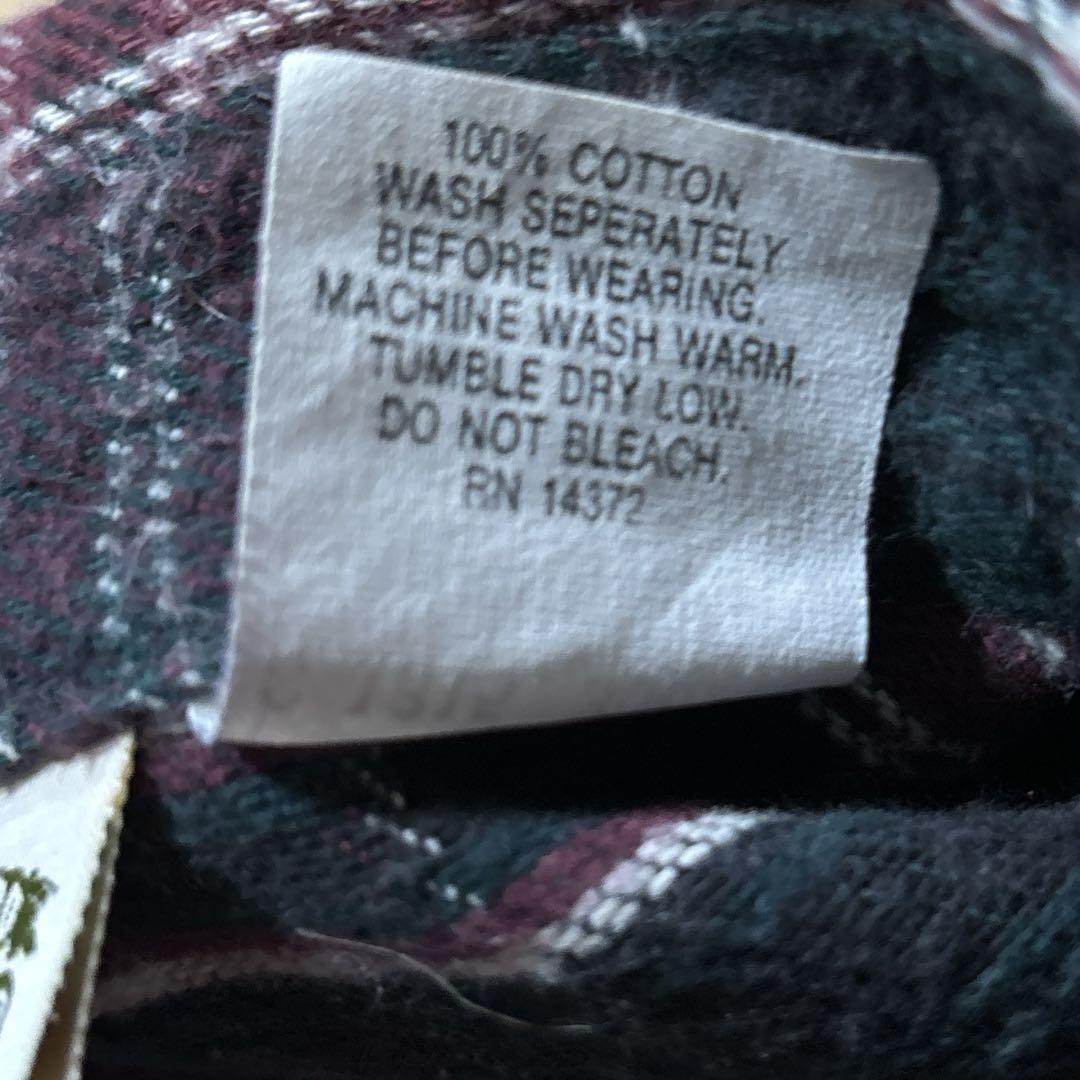 100% COTTON
WASH SEPERATELY
BEFORE WEARING.
MACHINE WASH WARM.
TUMBLE DRY LOW.
DO NOT BLEACH.
RN 14372